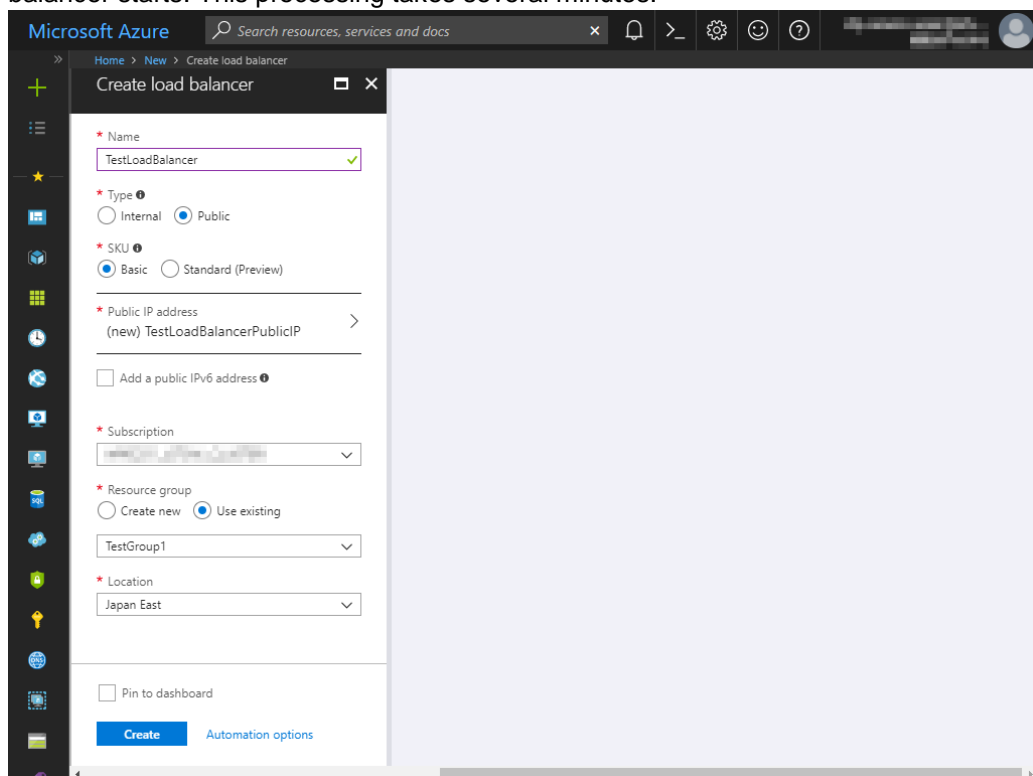 balancer starts. This processing takes several minutes.
Microsoft Azure
Search resources, services and docs
Home > New > Create load balancer
Create load balancer
* Name
TestLoadBalancer
* Type
Internal Public
* SKU
Basic Standard (Preview)
* Public IP address
(new) TestLoadBalancerPublicIP
Add a public IPv6 address
* Subscription
* Resource group
Create new Use existing
TestGroup1
* Location
Japan East
Pin to dashboard
Create Automation options